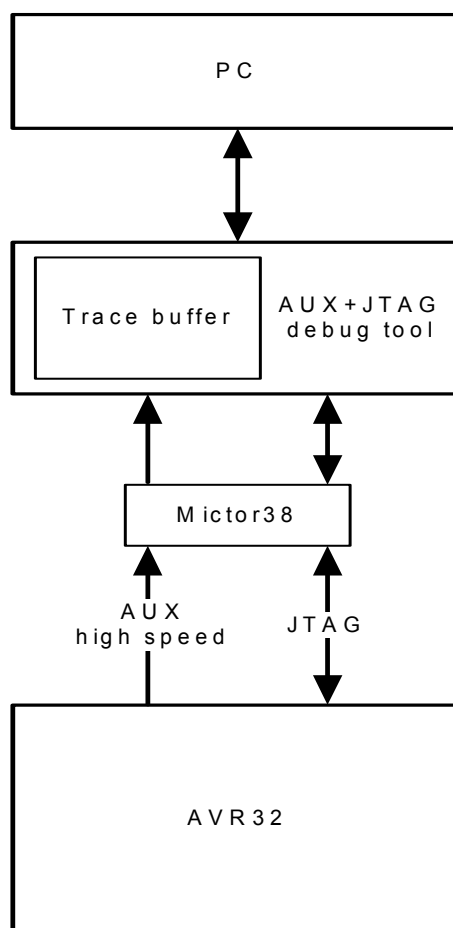 PC
Trace buffer
AUX+JTAG
debug tool
Mictor38
AUX
high speed
JTAG
AVR32